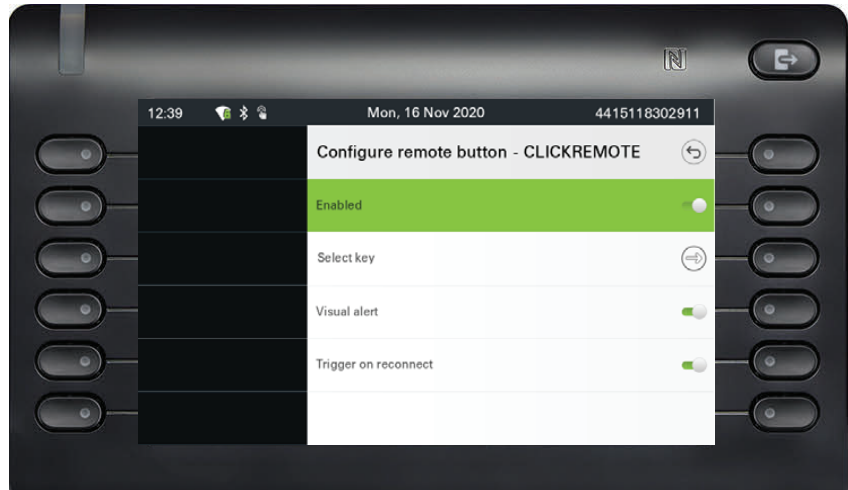 12:39 Mon, 16 Nov 2020 4415118302911
Configure remote button - CLICKREMOTE
Enabled
Select key
Visual alert
Trigger on reconnect